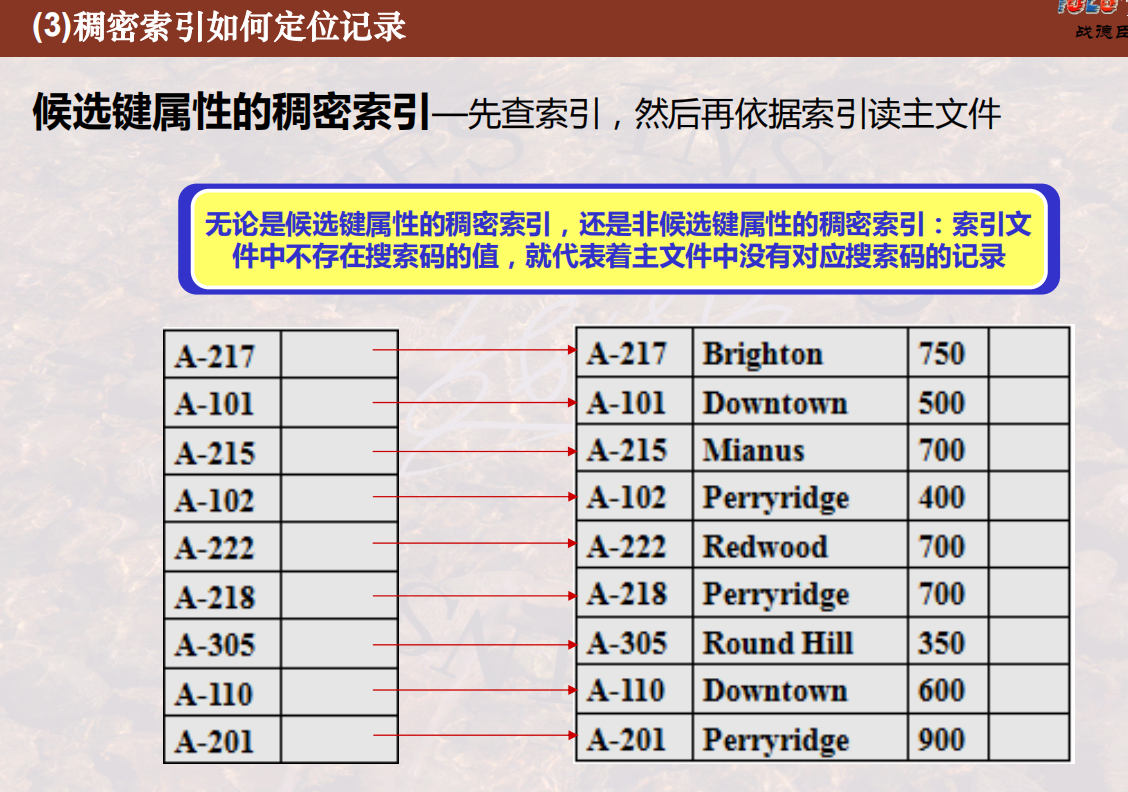 (3)稠密索引如何定位记录
战德臣
候选键属性的稠密索引—先查索引，然后再依据索引读主文件
无论是候选键属性的稠密索引，还是非候选键属性的稠密索引：索引文
件中不存在搜索码的值，就代表着主文件中没有对应搜索码的记录
A-217 A-217 Brighton 750
A-101 A-101 Downtown 500
A-215 A-215 Mianus 700
A-102 A-102 Perryridge 400
A-222 A-222 Redwood 700
A-218 A-218 Perryridge 700
A-305 A-305 Round Hill 350
A-110 A-110 Downtown 600
A-201 A-201 Perryridge 900